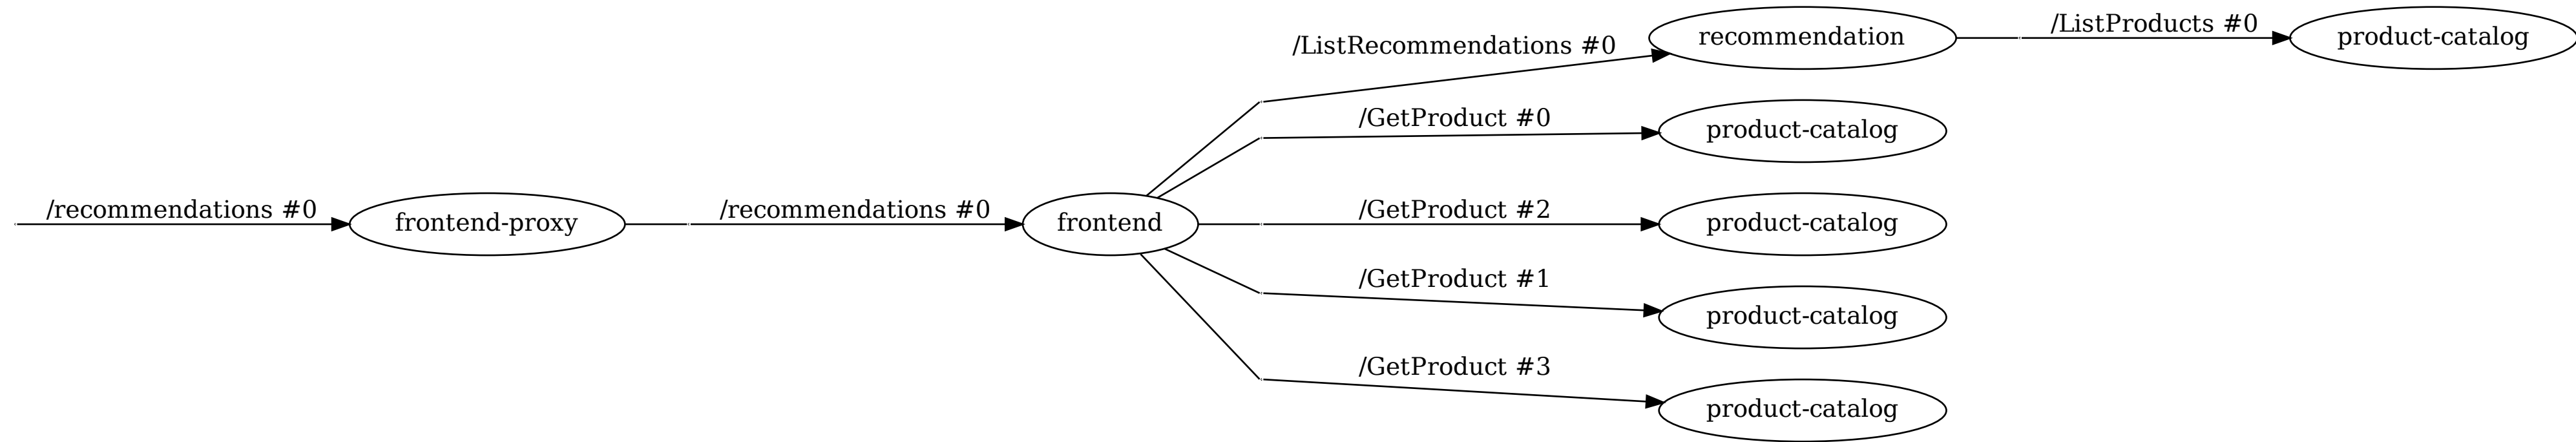 /recommendations #0
frontend-proxy
/recommendations #0
frontend
/ListRecommendations #0
recommendation
/ListProducts #0
product-catalog
/GetProduct #0
product-catalog
/GetProduct #2
product-catalog
/GetProduct #1
product-catalog
/GetProduct #3
product-catalog